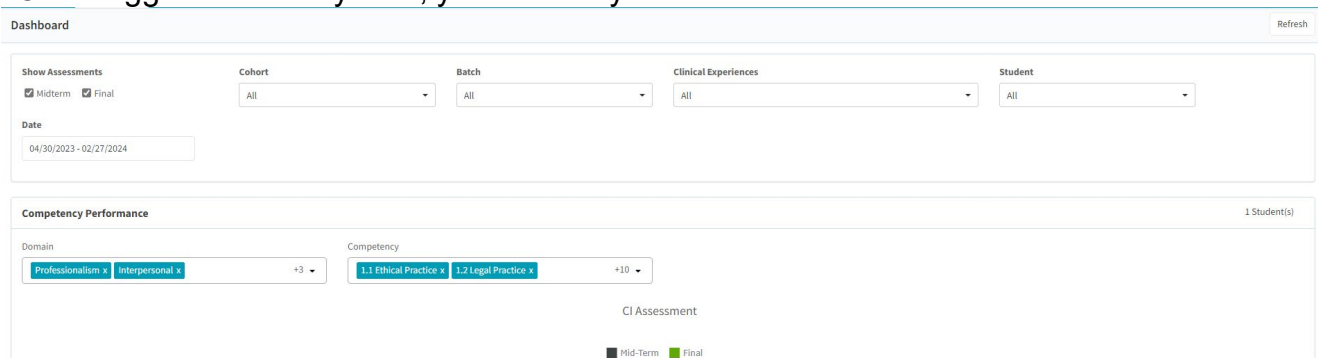 Dashboard
Refresh
Show Assessments
Midterm Final
Cohort
All
Batch
All
Clinical Experiences
All
Student
All
Date
04/30/2023 - 02/27/2024
Competency Performance
1 Student(s)
Domain
Professionalism x Interpersonal x +3
Competency
1.1 Ethical Practice x 1.2 Legal Practice x +10
CI Assessment
Mid-Term Final